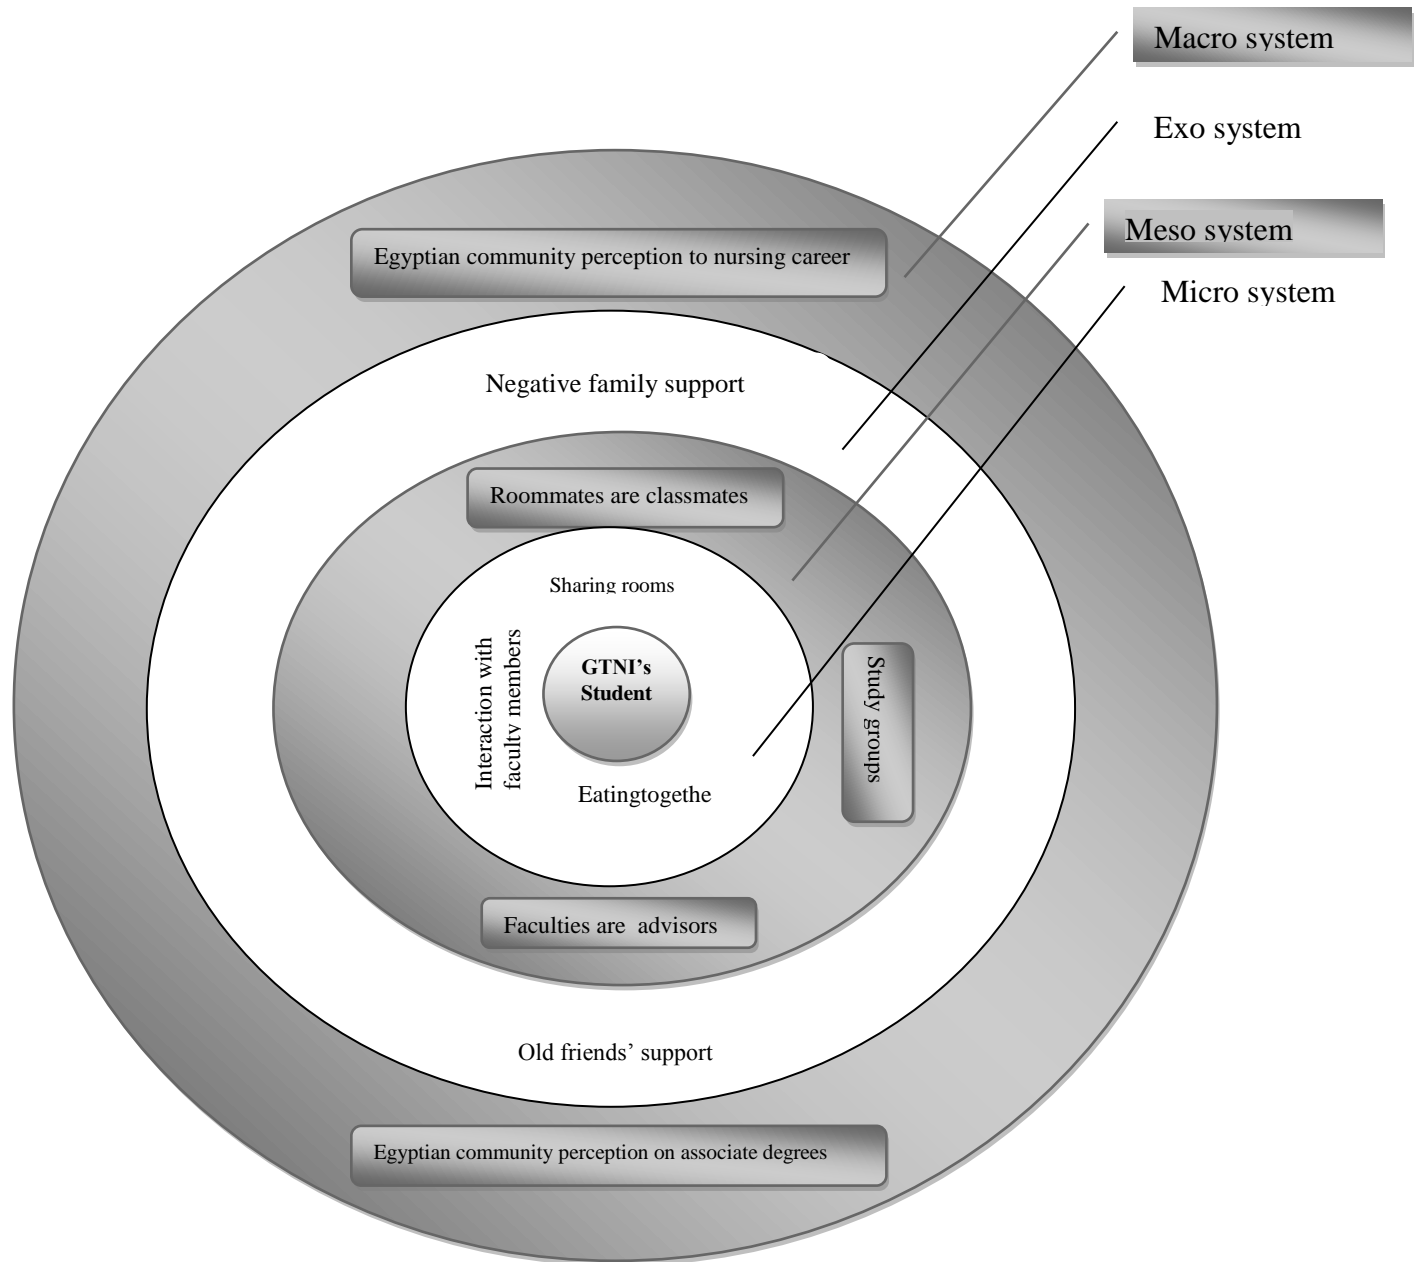 Macro system
Exo system
Meso system
Micro system
Egyptian community perception to nursing career
Negative family support
Roommates are classmates
Sharing rooms
Interaction with
faculty members
GTNI’s
Student
Study groups
Eatingtogethe
Faculties are advisors
Old friends’ support
Egyptian community perception on associate degrees